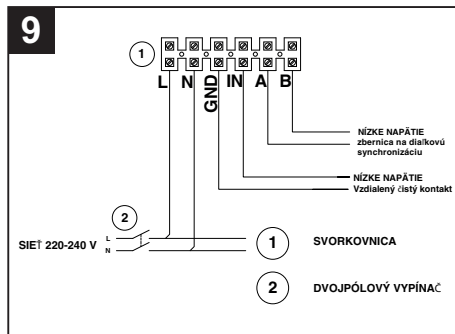 9
1
L N GND IN A B
NÍZKE NAPÄTIE
zbernica na diaľkovú
synchronizáciu
NÍZKE NAPÄTIE
Vzdialený čistý kontakt
2
SIEŤ 220-240 V
L
N
1 SVORKOVNICA
2 DVOJPÓLOVÝ VYPÍNAČ